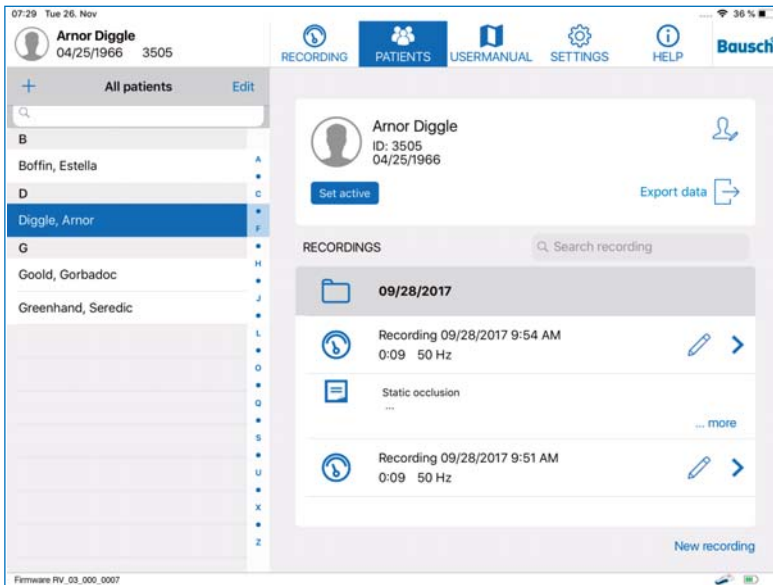 07:29 Tue 26. Nov
36 %
Arnor Diggle
04/25/1966 3505
RECORDING
PATIENTS
USERMANUAL
SETTINGS
HELP
Bausch
+ All patients Edit
B
Boffin, Estella
D
Diggle, Arnor
G
Goold, Gorbadoc
Greenhand, Seredic
A
C
F
H
J
L
O
Q
S
U
X
Z
Arnor Diggle
ID: 3505
04/25/1966
Set active
Export data
RECORDINGS
Search recording
09/28/2017
Recording 09/28/2017 9:54 AM
0:09 50 Hz
Static occlusion
...
... more
Recording 09/28/2017 9:51 AM
0:09 50 Hz
New recording
Firmware RV_03_000_0007